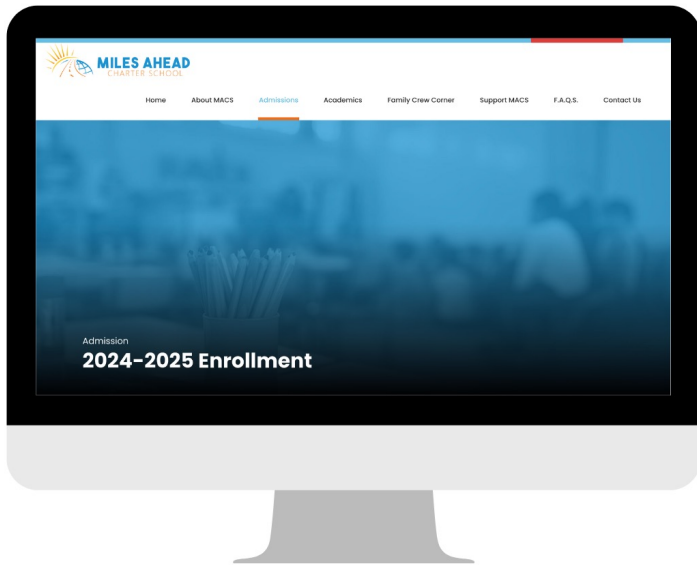 MILES AHEAD
CHARTER SCHOOL
Home About MACS Admissions Academics Family Crew Corner Support MACS F.A.Q.S. Contact Us
Admission
2024-2025 Enrollment